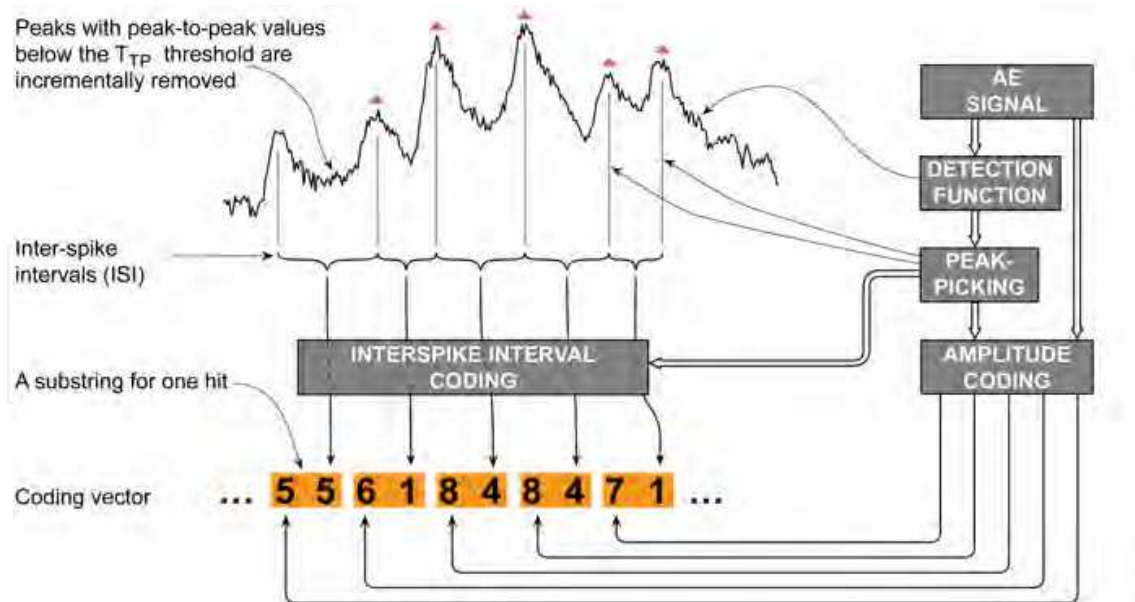 Peaks with peak-to-peak values
below the T_TP threshold are
incrementally removed
AE
SIGNAL
DETECTION
FUNCTION
Inter-spike
intervals (ISI)
PEAK-
PICKING
INTERSPIKE INTERVAL
CODING
AMPLITUDE
CODING
A substring for one hit
Coding vector
... 5 5 6 1 8 4 8 4 7 1 ...